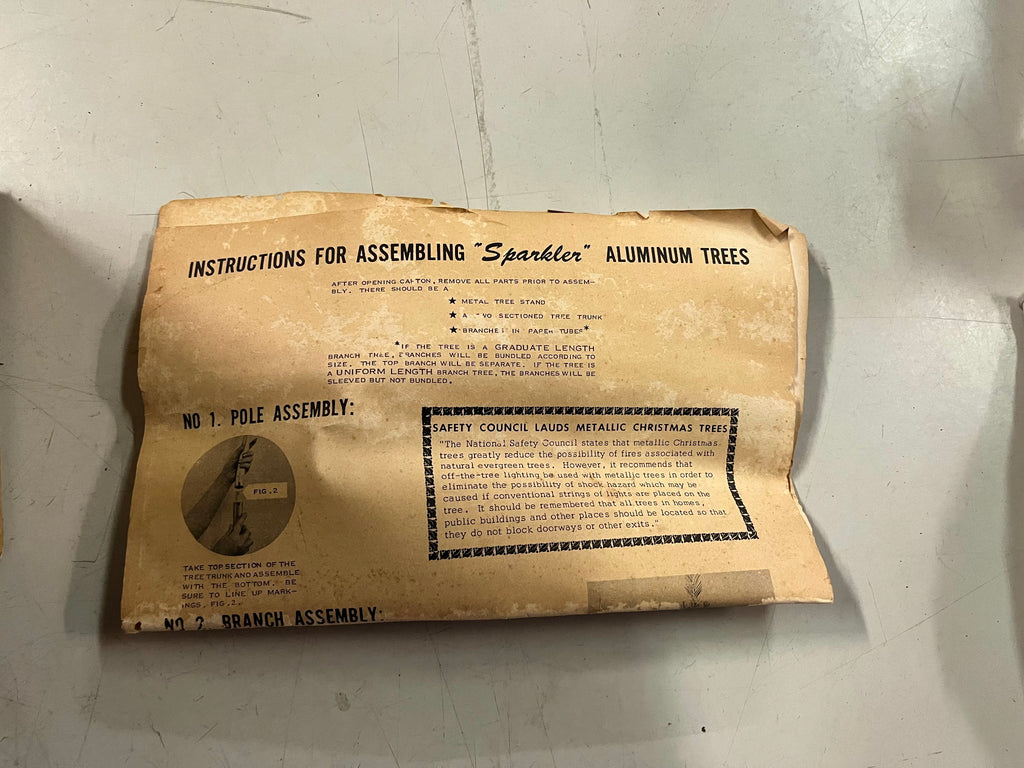 INSTRUCTIONS FOR ASSEMBLING "Sparkler" ALUMINUM TREES
AFTER OPENING CARTON, REMOVE ALL PARTS PRIOR TO ASSEM-
BLY. THERE SHOULD BE A
★ METAL TREE STAND
★ A TWO SECTIONED TREE TRUNK
★ BRANCHES IN PAPER TUBES*
*IF THE TREE IS A GRADUATE LENGTH
BRANCH TREE, BRANCHES WILL BE BUNDLED ACCORDING TO
SIZE. THE TOP BRANCH WILL BE SEPARATE. IF THE TREE IS
A UNIFORM LENGTH BRANCH TREE, THE BRANCHES WILL BE
SLEEVED BUT NOT BUNDLED.
NO 1. POLE ASSEMBLY:
FIG.2
TAKE TOP SECTION OF THE
TREE TRUNK AND ASSEMBLE
WITH THE BOTTOM. BE
SURE TO LINE UP MARK-
INGS, FIG.2.
SAFETY COUNCIL LAUDS METALLIC CHRISTMAS TREES
"The National Safety Council states that metallic Christmas
trees greatly reduce the possibility of fires associated with
natural evergreen trees. However, it recommends that
off-the-tree lighting be used with metallic trees in order to
eliminate the possibility of shock hazard which may be
caused if conventional strings of lights are placed on the
tree. It should be remembered that all trees in homes,
public buildings and other places should be located so that
they do not block doorways or other exits."
NO 2. BRANCH ASSEMBLY: